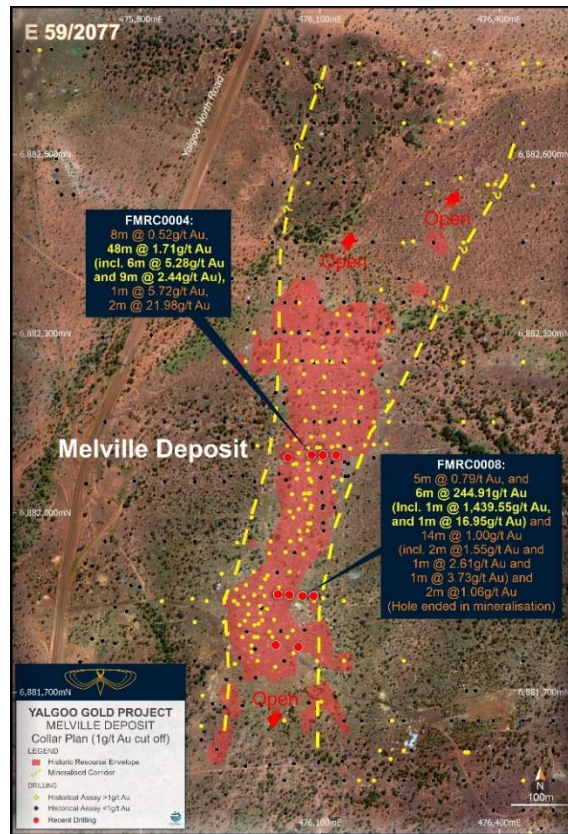 475,800mE 476,100mE 476,400mE
E 59/2077
Yalgoo North Road
?
?
6,882,600mN 6,882,600mN
?
?
Open
Open
?
?
FMRC0004:
8m @ 0.52g/t Au,
48m @ 1.71g/t Au
(incl. 6m @ 5.28g/t Au
and 9m @ 2.44g/t Au),
1m @ 5.72g/t Au,
2m @ 21.98g/t Au
6,882,300mN 6,882,300mN
Melville Deposit
FMRC0008:
5m @ 0.79/t Au, and
6m @ 244.91g/t Au
(Incl. 1m @ 1,439.55g/t Au,
and 1m @ 16.95g/t Au) and
14m @ 1.00g/t Au
(incl. 2m @1.55g/t Au and
1m @ 2.61g/t Au and
1m @ 3.73g/t Au) and
2m @1.06g/t Au
(Hole ended in mineralisation)
6,882,000mN 6,882,000mN
6,881,700mN 6,881,700mN
Open
YALGOO GOLD PROJECT
MELVILLE DEPOSIT
Collar Plan (1g/t Au cut off)
LEGEND
Historic Resource Envelope
Mineralised Corridor
DRILLING
Historical Assay >1g/t Au
Historical Assay <1g/t Au
Recent Drilling
N
100m
476,100mE 476,400mE